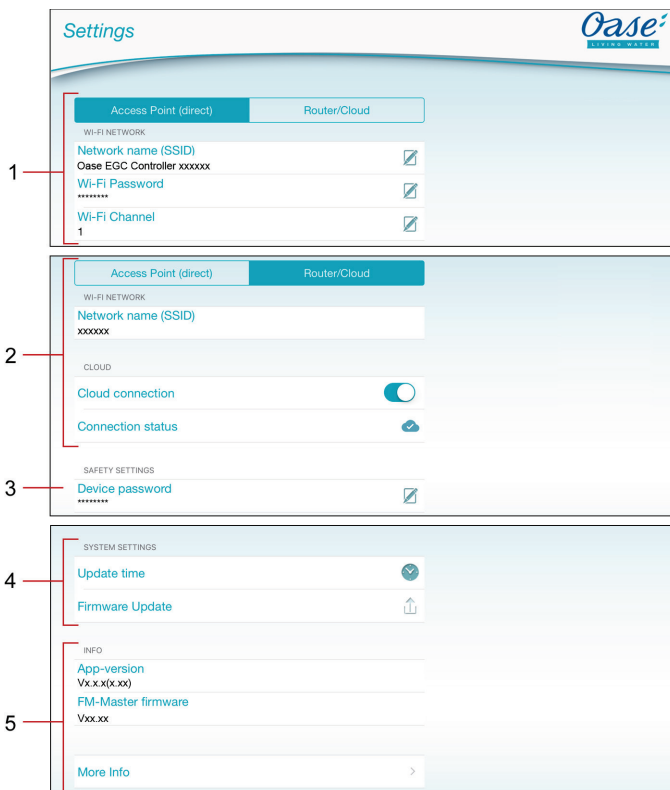 Settings
Oase
LIVING WATER
1
Access Point (direct) Router/Cloud
WI-FI NETWORK
Network name (SSID)
Oase EGC Controller xxxxxx
Wi-Fi Password
********
Wi-Fi Channel
1
2
Access Point (direct) Router/Cloud
WI-FI NETWORK
Network name (SSID)
xxxxxx
CLOUD
Cloud connection
Connection status
SAFETY SETTINGS
3
Device password
********
4
SYSTEM SETTINGS
Update time
Firmware Update
5
INFO
App-version
Vx.x.x(x.xx)
FM-Master firmware
Vxx.xx
More Info